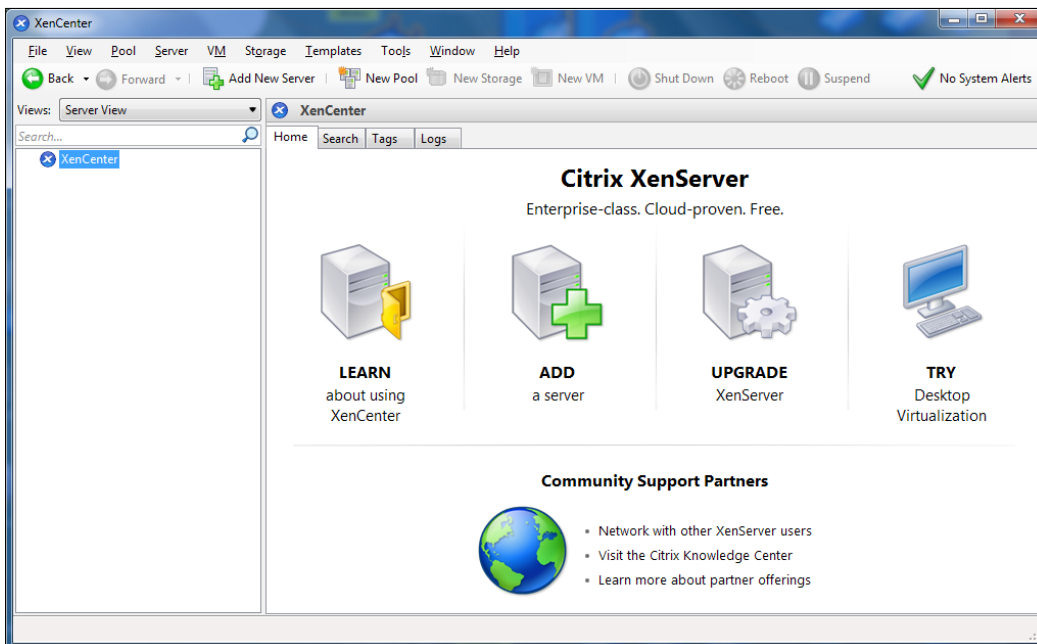 XenCenter
File View Pool Server VM Storage Templates Tools Window Help
Back Forward Add New Server New Pool New Storage New VM Shut Down Reboot Suspend No System Alerts
Views: Server View XenCenter
Search... Home Search Tags Logs
XenCenter
Citrix XenServer
Enterprise-class. Cloud-proven. Free.
LEARN ADD UPGRADE TRY
about using a server XenServer Desktop
XenCenter Virtualization
Community Support Partners
Network with other XenServer users
Visit the Citrix Knowledge Center
Learn more about partner offerings